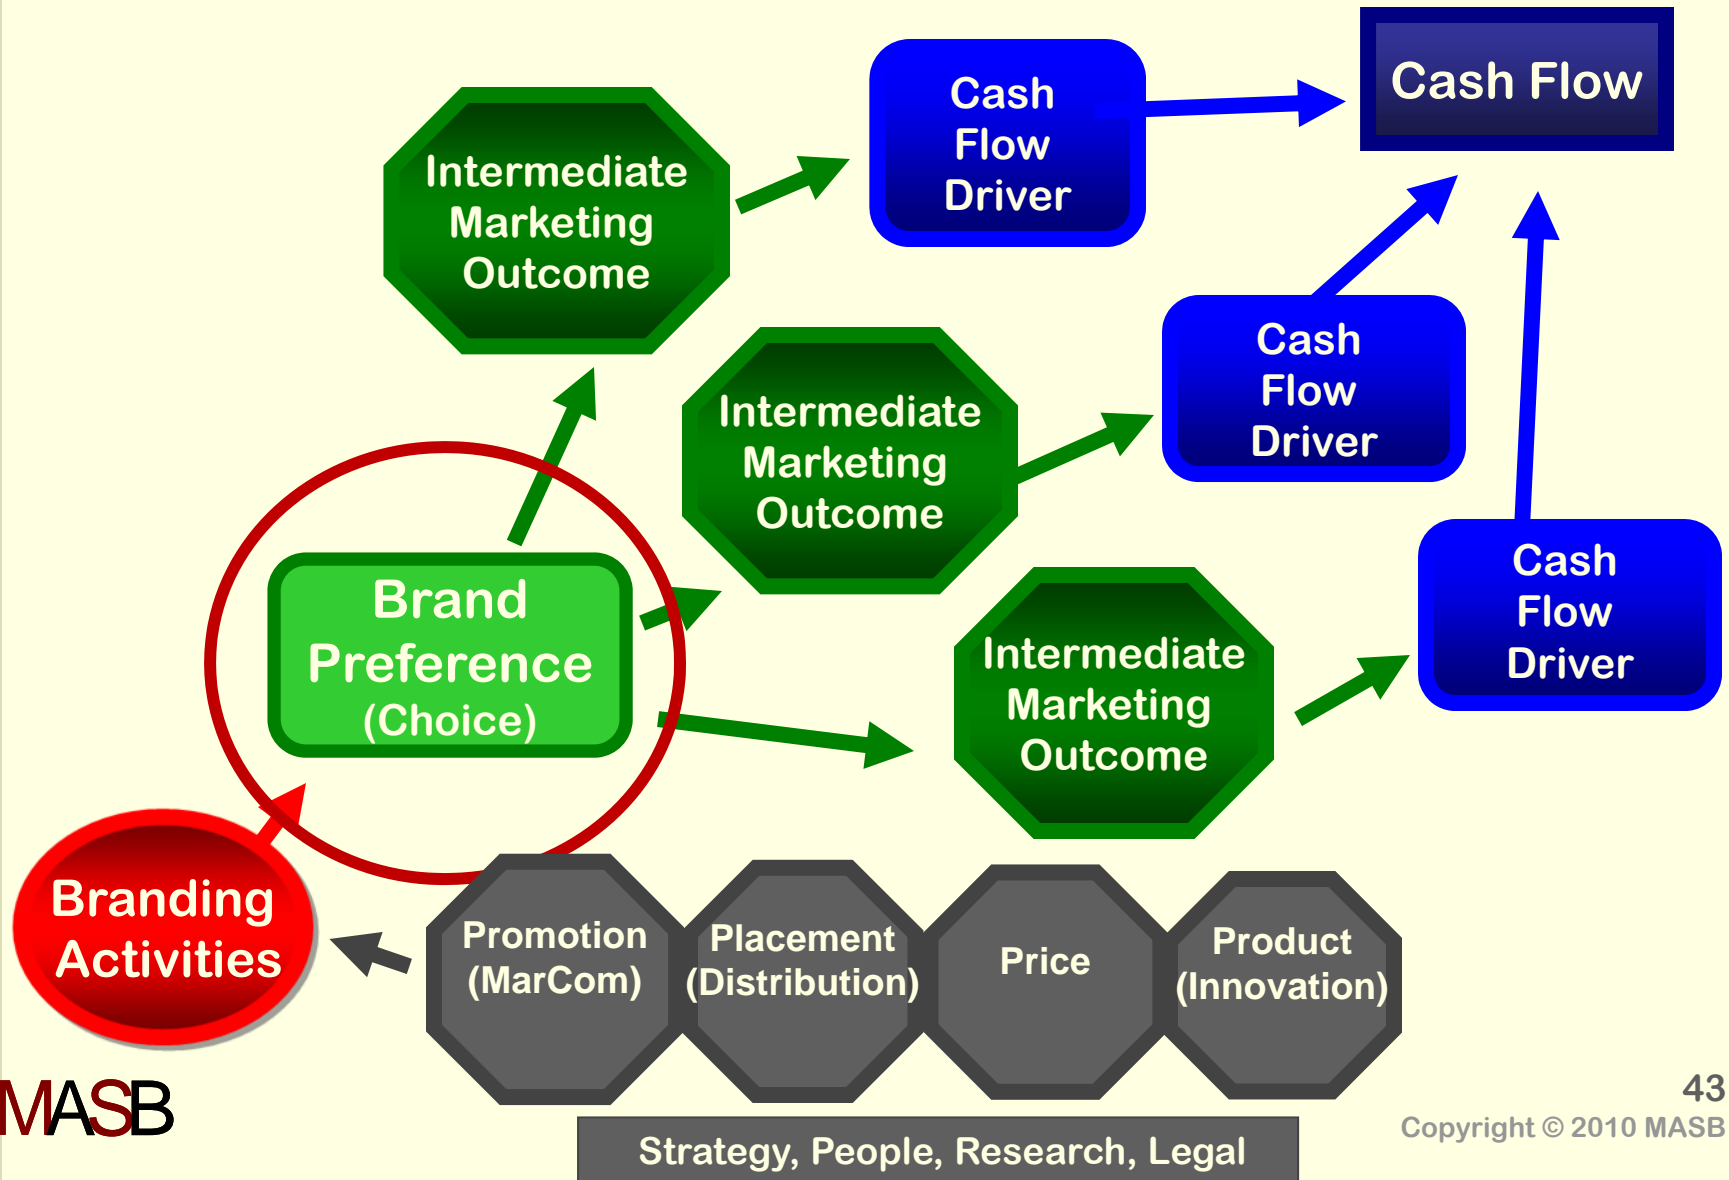 Cash Flow
Cash
Flow
Driver
Intermediate
Marketing
Outcome
Cash
Flow
Driver
Intermediate
Marketing
Outcome
Cash
Flow
Driver
Brand
Preference
(Choice)
Intermediate
Marketing
Outcome
Branding
Activities
Promotion
(MarCom)
Placement
(Distribution)
Price
Product
(Innovation)
MASB
43
Copyright © 2010 MASB
Strategy, People, Research, Legal